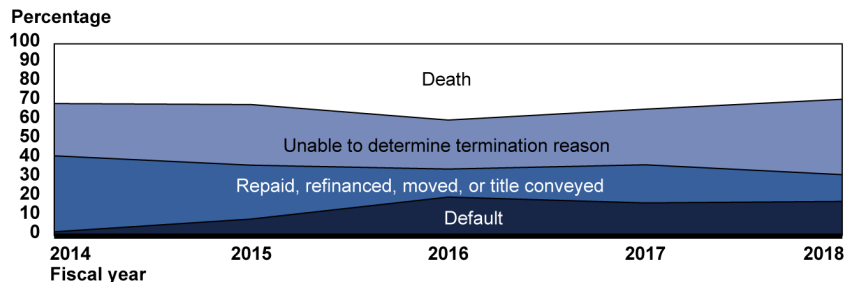 Percentage
100
90
80
70
60
50
40
30
20
10
0
Death
Unable to determine termination reason
Repaid, refinanced, moved, or title conveyed
Default
2014 2015 2016 2017 2018
Fiscal year